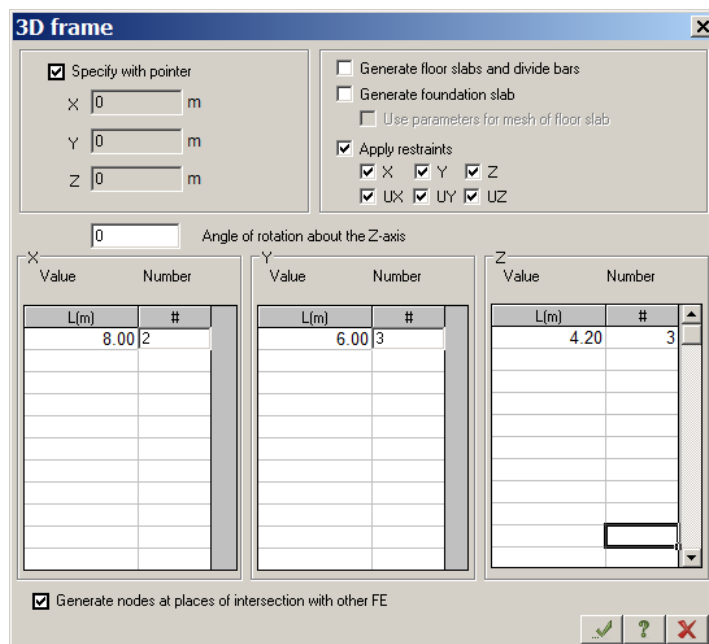 3D frame
Specify with pointer
X 0 m
Y 0 m
Z 0 m
Generate floor slabs and divide bars
Generate foundation slab
Use parameters for mesh of floor slab
Apply restraints
X Y Z
UX UY UZ
0 Angle of rotation about the Z-axis
X
Value Number
L(m) #
8.00 2
Y
Value Number
L(m) #
6.00 3
Z
Value Number
L(m) #
4.20 3
Generate nodes at places of intersection with other FE
?